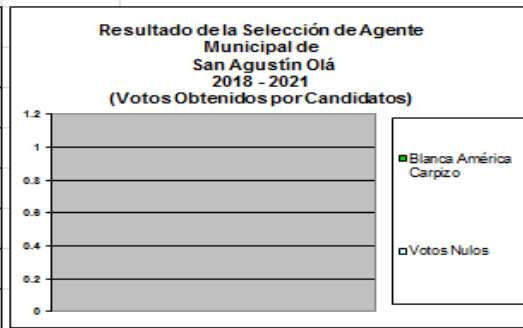 Resultado de la Selección de Agente
Municipal de
San Agustín Olá
2018 - 2021
(Votos Obtenidos por Candidatos)
1.2
1
0.8
0.6
0.4
0.2
0
Blanca América
Carpizo
Votos Nulos